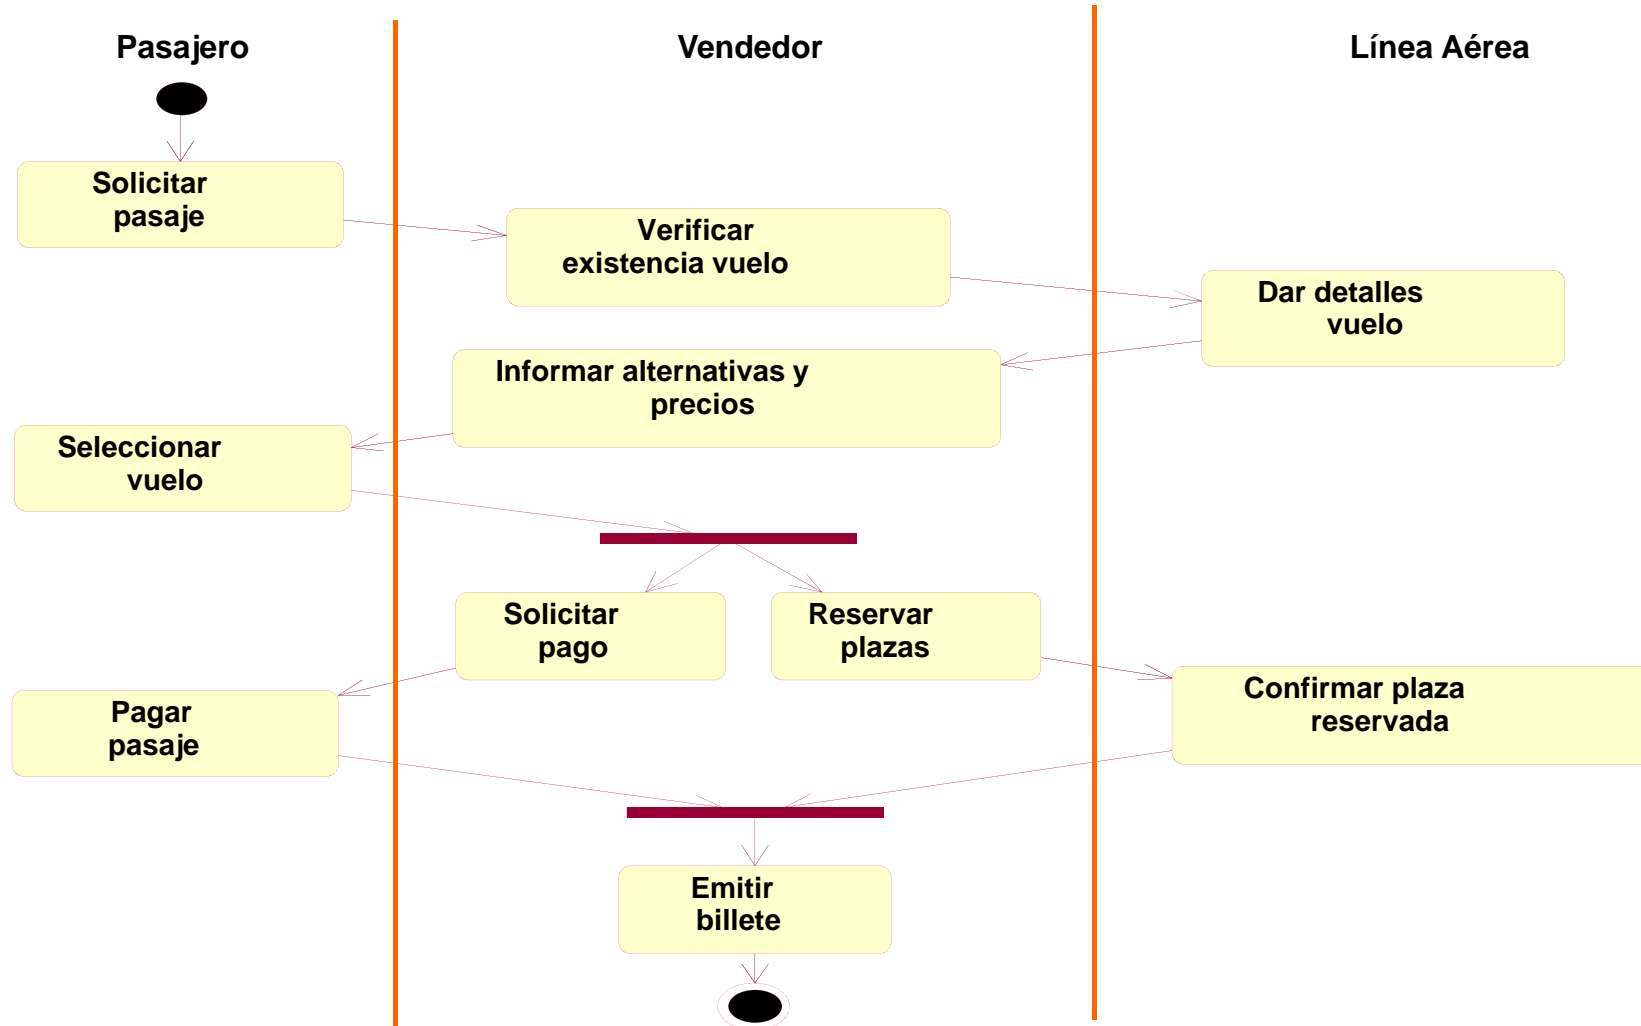 Pasajero
Vendedor
Línea Aérea
Solicitar
pasaje
Verificar
existencia vuelo
Dar detalles
vuelo
Informar alternativas y
precios
Seleccionar
vuelo
Solicitar
pago
Reservar
plazas
Confirmar plaza
reservada
Pagar
pasaje
Emitir
billete